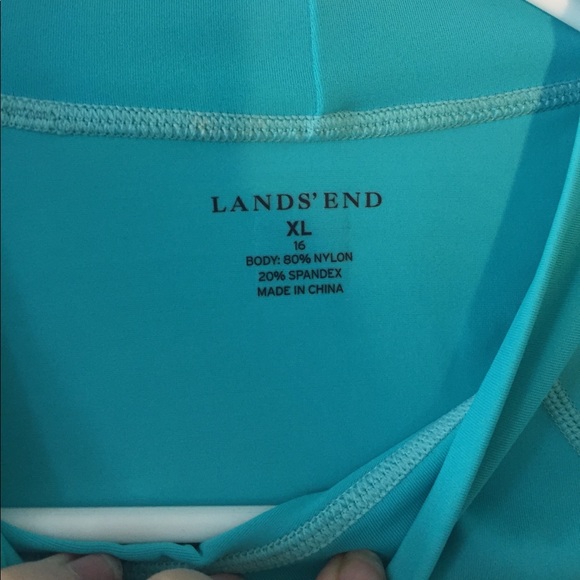 LANDS' END
XL
16
BODY: 80% NYLON
20% SPANDEX
MADE IN CHINA